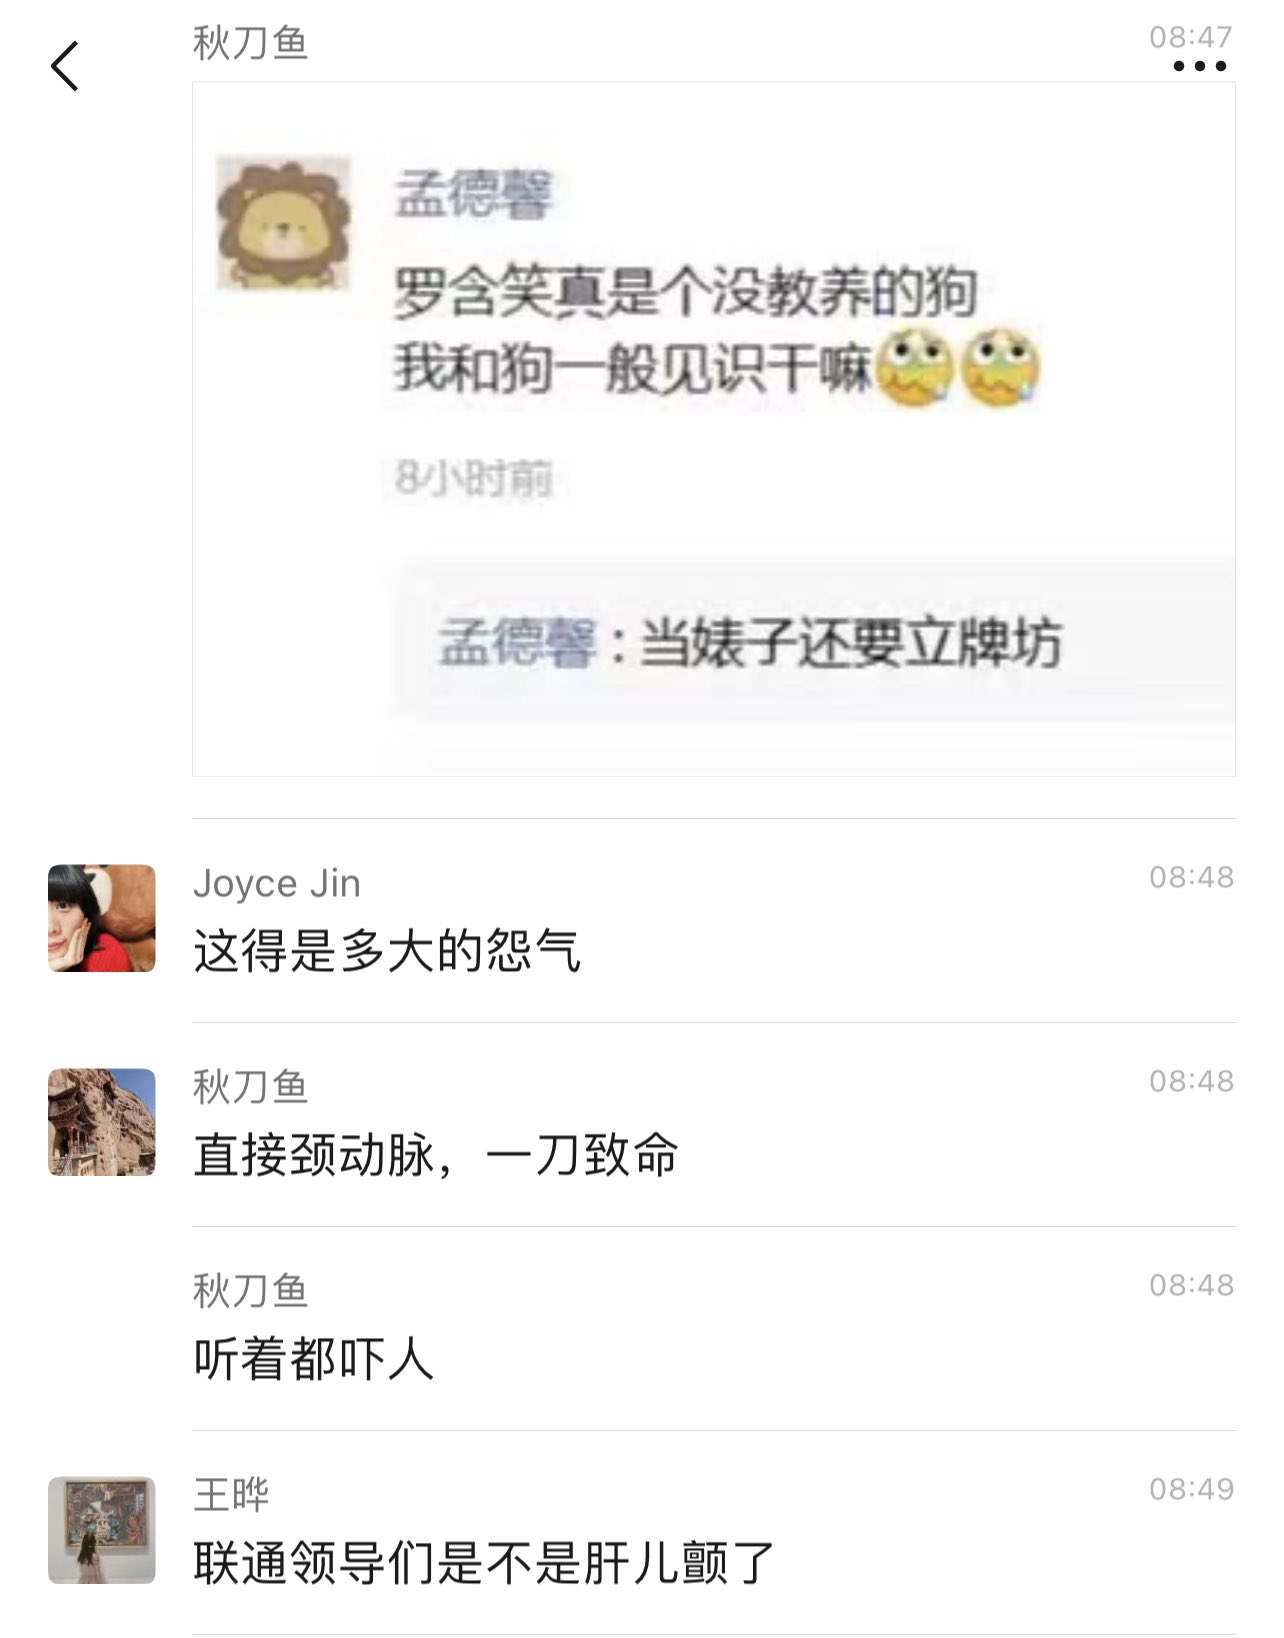 秋刀鱼 08:47
孟德馨
罗含笑真是个没教养的狗
我和狗一般见识干嘛
8小时前
孟德馨：当婊子还要立牌坊
Joyce Jin 08:48
这得是多大的怨气
秋刀鱼 08:48
直接颈动脉，一刀致命
秋刀鱼 08:48
听着都吓人
王晔 08:49
联通领导们是不是肝儿颤了